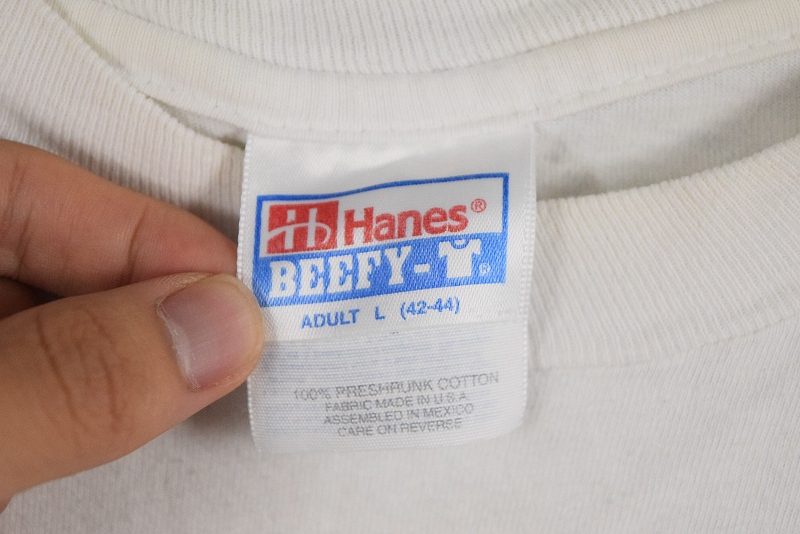 Hanes®
BEEFY-T®
ADULT L (42-44)
100% PRESHRUNK COTTON
FABRIC MADE IN U.S.A.
ASSEMBLED IN MEXICO
CARE ON REVERSE